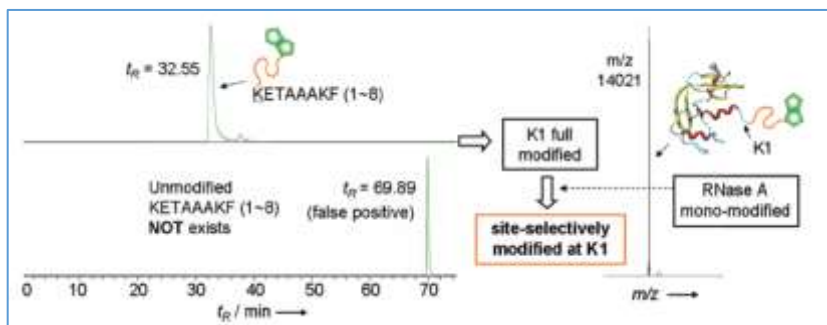 t_R = 32.55
KETAAAKF (1~8)
Unmodified
KETAAAKF (1~8)
NOT exists
t_R = 69.89
(false positive)
0 10 20 30 40 50 60 70
t_R / min
K1 full
modified
site-selectively
modified at K1
m/z
14021
K1
RNase A
mono-modified
m/z